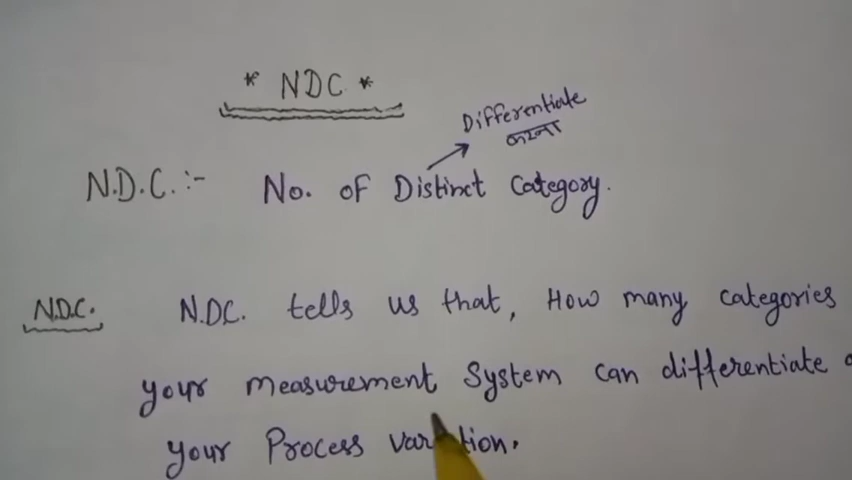 * NDC *
Differentiate
करना
N.D.C. :- No. of Distinct Category.
N.D.C. N.D.C. tells us that, How many categories
your measurement System can differentiate
your Process